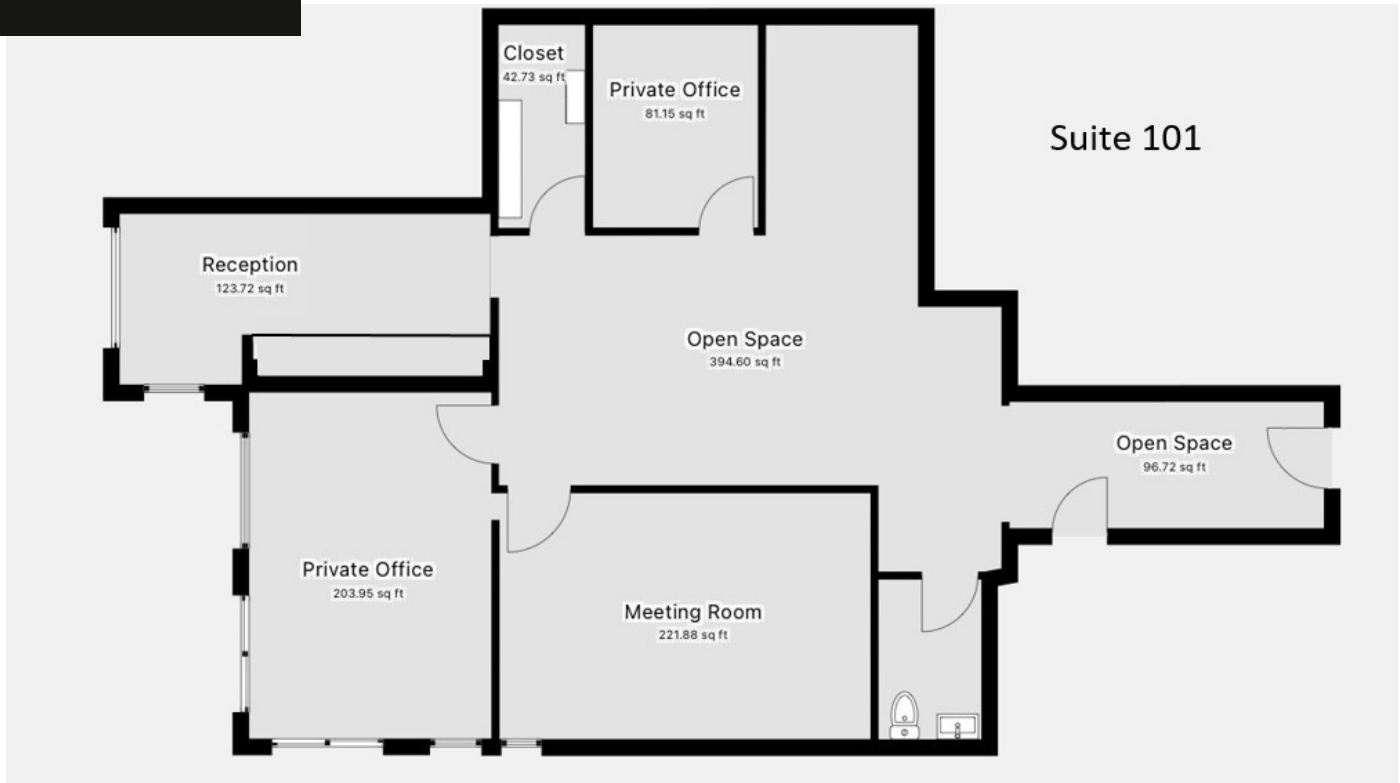 Closet
42.73 sq ft
Private Office
81.15 sq ft
Suite 101
Reception
123.72 sq ft
Open Space
394.60 sq ft
Open Space
96.72 sq ft
Private Office
203.95 sq ft
Meeting Room
221.88 sq ft